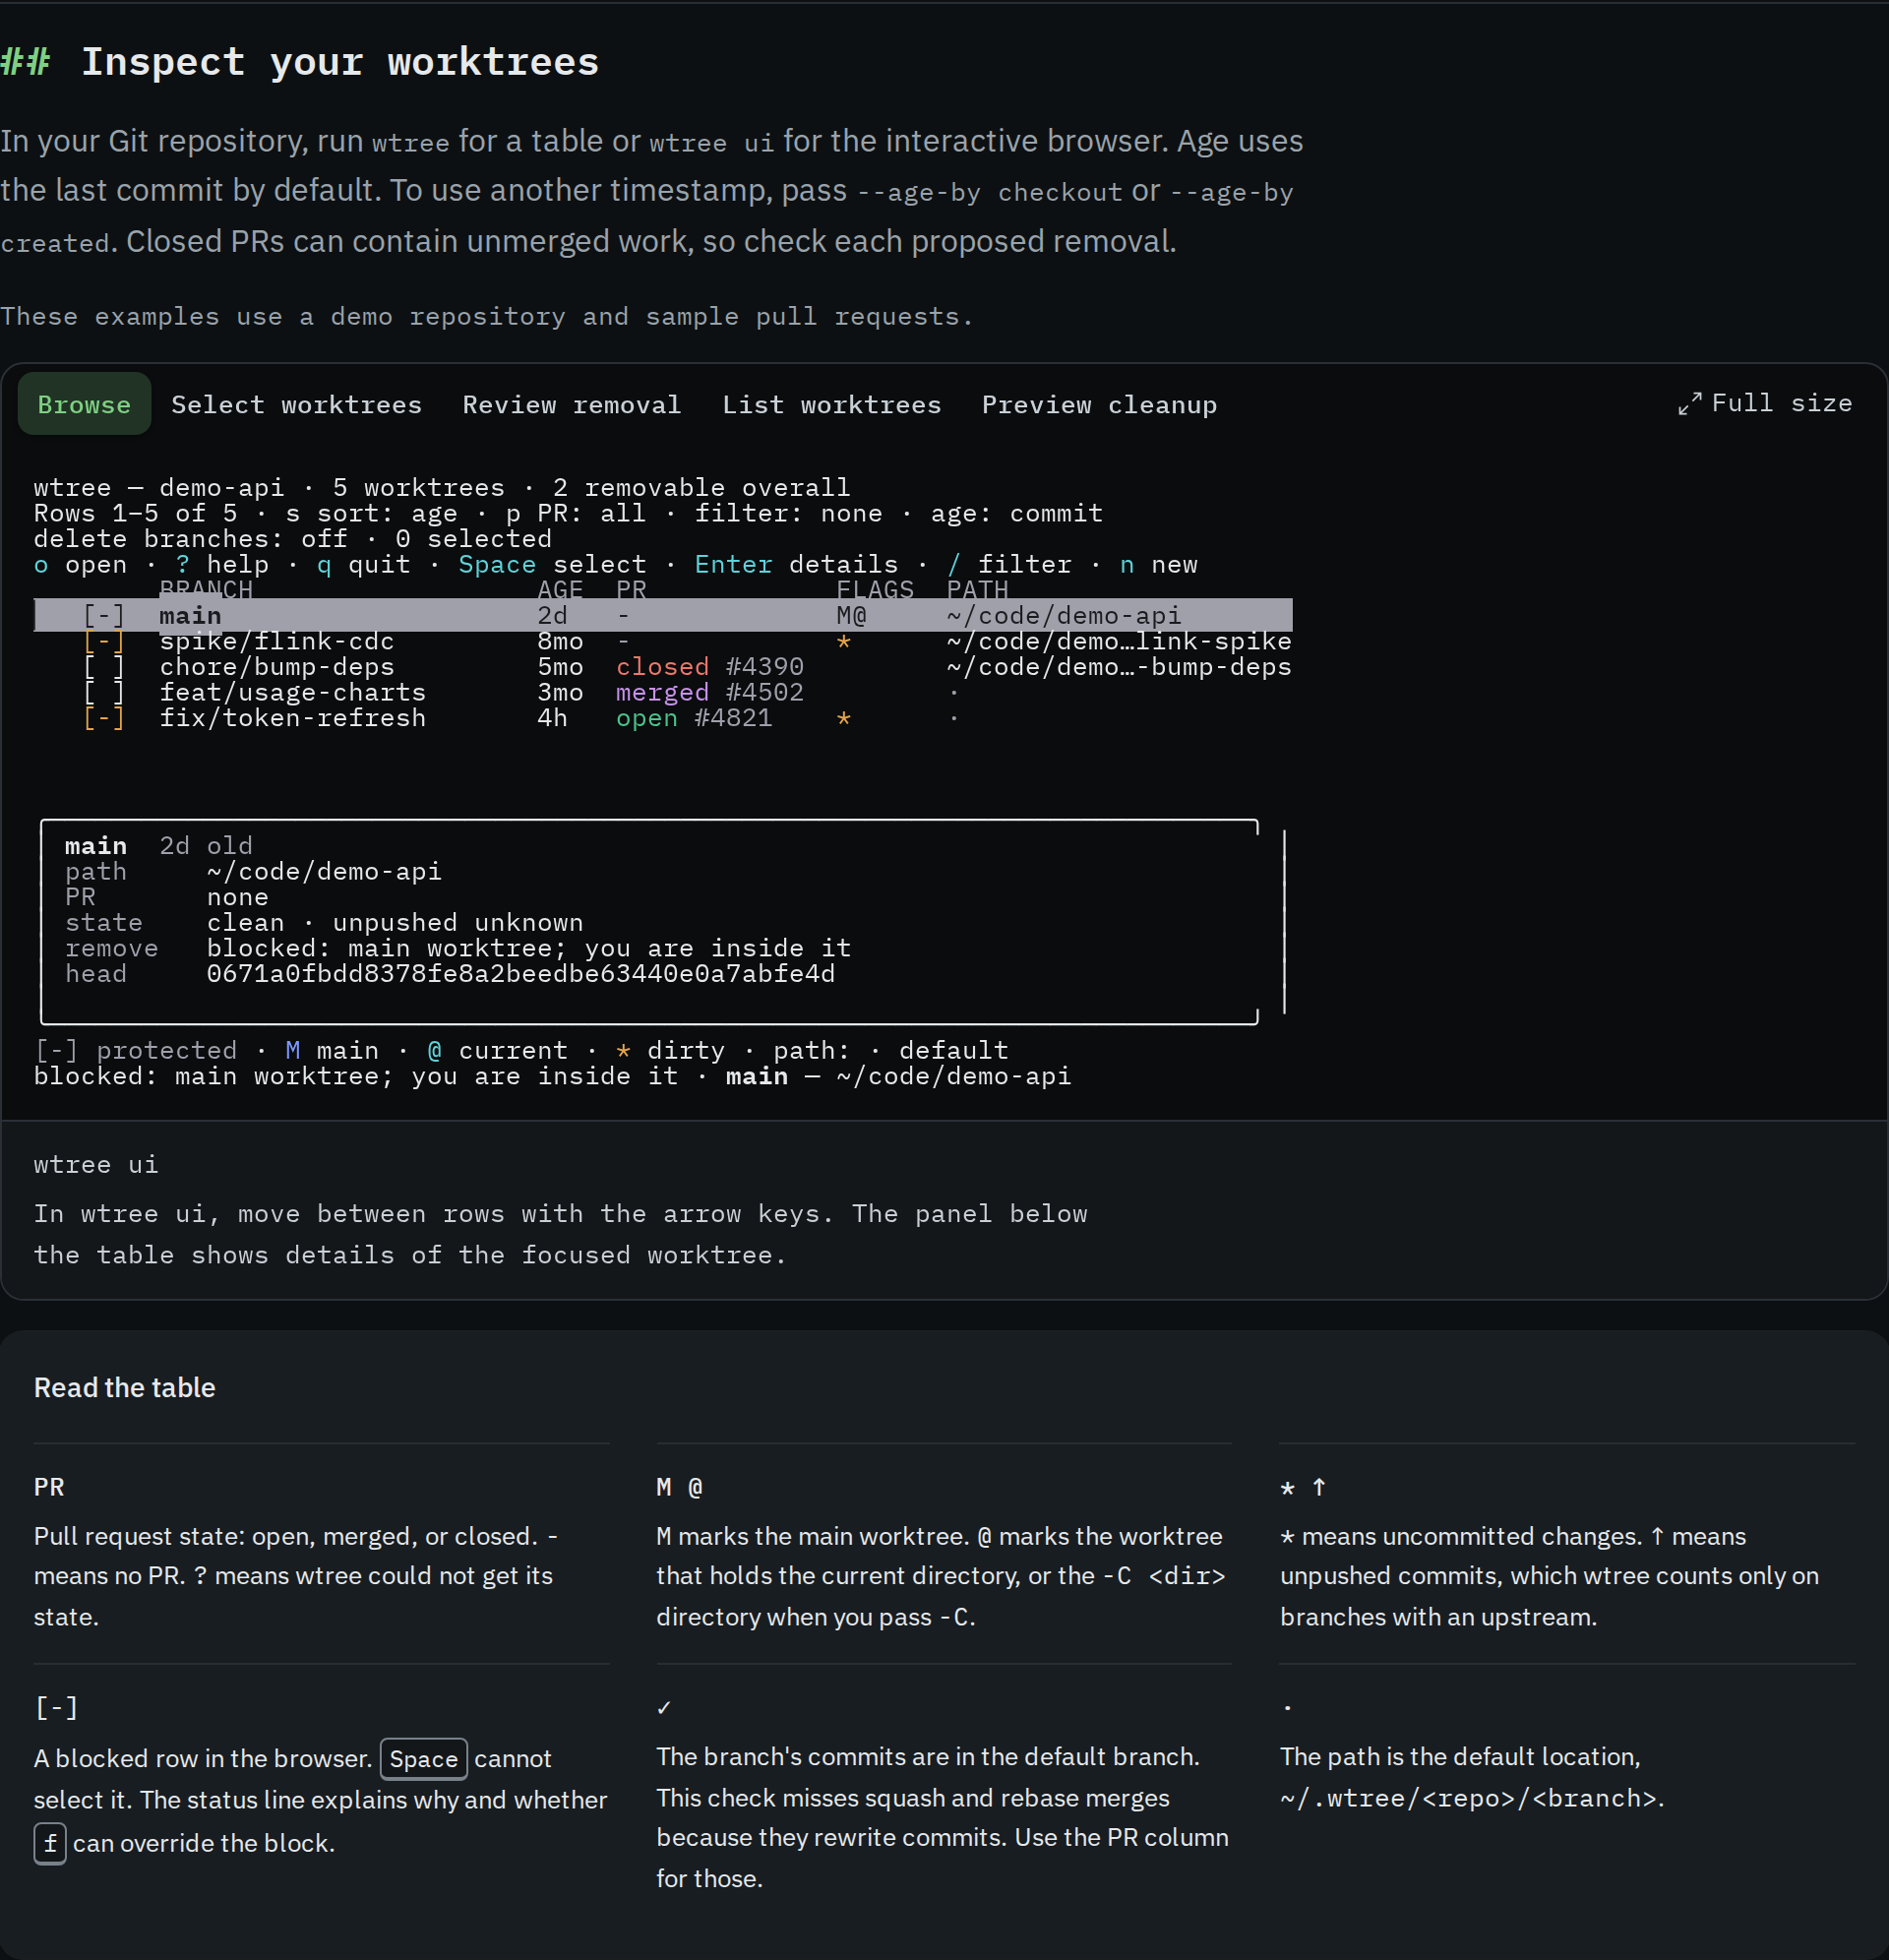 ## Inspect your worktrees
In your Git repository, run wtree for a table or wtree ui for the interactive browser. Age uses
the last commit by default. To use another timestamp, pass --age-by checkout or --age-by
created. Closed PRs can contain unmerged work, so check each proposed removal.
These examples use a demo repository and sample pull requests.
Browse Select worktrees Review removal List worktrees Preview cleanup Full size
wtree — demo-api · 5 worktrees · 2 removable overall
Rows 1–5 of 5 · s sort: age · p PR: all · filter: none · age: commit
delete branches: off · 0 selected
o open · ? help · q quit · Space select · Enter details · / filter · n new
BRANCH AGE PR FLAGS PATH
[-] main 2d - M@ ~/code/demo-api
[-] spike/flink-cdc 8mo - * ~/code/demo…link-spike
[ ] chore/bump-deps 5mo closed #4390 ~/code/demo…-bump-deps
[ ] feat/usage-charts 3mo merged #4502 ·
[-] fix/token-refresh 4h open #4821 * ·
main 2d old
path ~/code/demo-api
PR none
state clean · unpushed unknown
remove blocked: main worktree; you are inside it
head 0671a0fbdd8378fe8a2beedbe63440e0a7abfe4d
[-] protected · M main · @ current · * dirty · path: · default
blocked: main worktree; you are inside it · main — ~/code/demo-api
wtree ui
In wtree ui, move between rows with the arrow keys. The panel below
the table shows details of the focused worktree.
Read the table
PR
Pull request state: open, merged, or closed. -
means no PR. ? means wtree could not get its
state.
M @
M marks the main worktree. @ marks the worktree
that holds the current directory, or the -C <dir>
directory when you pass -C.
* ↑
* means uncommitted changes. ↑ means
unpushed commits, which wtree counts only on
branches with an upstream.
[-]
A blocked row in the browser. Space cannot
select it. The status line explains why and whether
f can override the block.
✓
The branch's commits are in the default branch.
This check misses squash and rebase merges
because they rewrite commits. Use the PR column
for those.
·
The path is the default location,
~/.wtree/<repo>/<branch>.